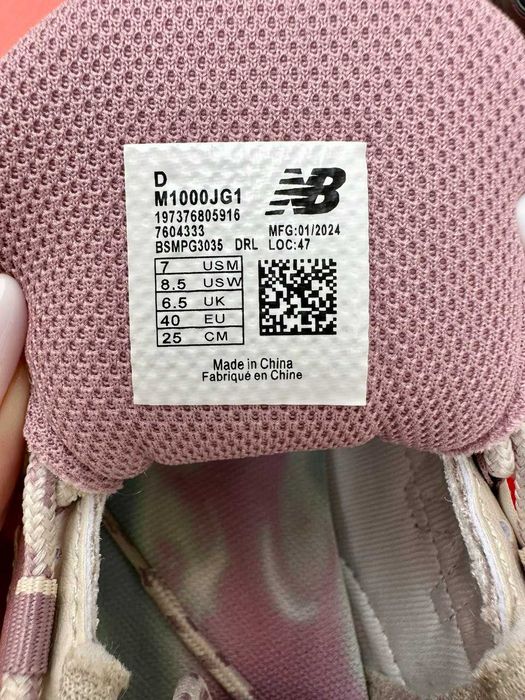 D
M1000JG1
NB
197376805916
7604333 MFG:01/2024
BSMPG3035 DRL LOC:47
7 USM
8.5 USW
6.5 UK
40 EU
25 CM
Made in China
Fabriqué en Chine